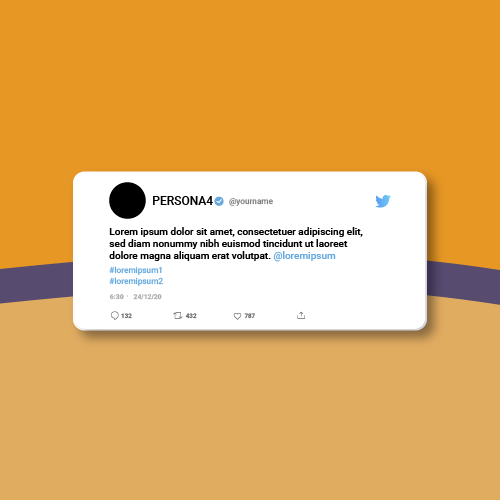 PERSONA4 @yourname
Lorem ipsum dolor sit amet, consectetuer adipiscing elit,
sed diam nonummy nibh euismod tincidunt ut laoreet
dolore magna aliquam erat volutpat. @loremipsum
#loremipsum1
#loremipsum2
6:30 · 24/12/20
132 432 787